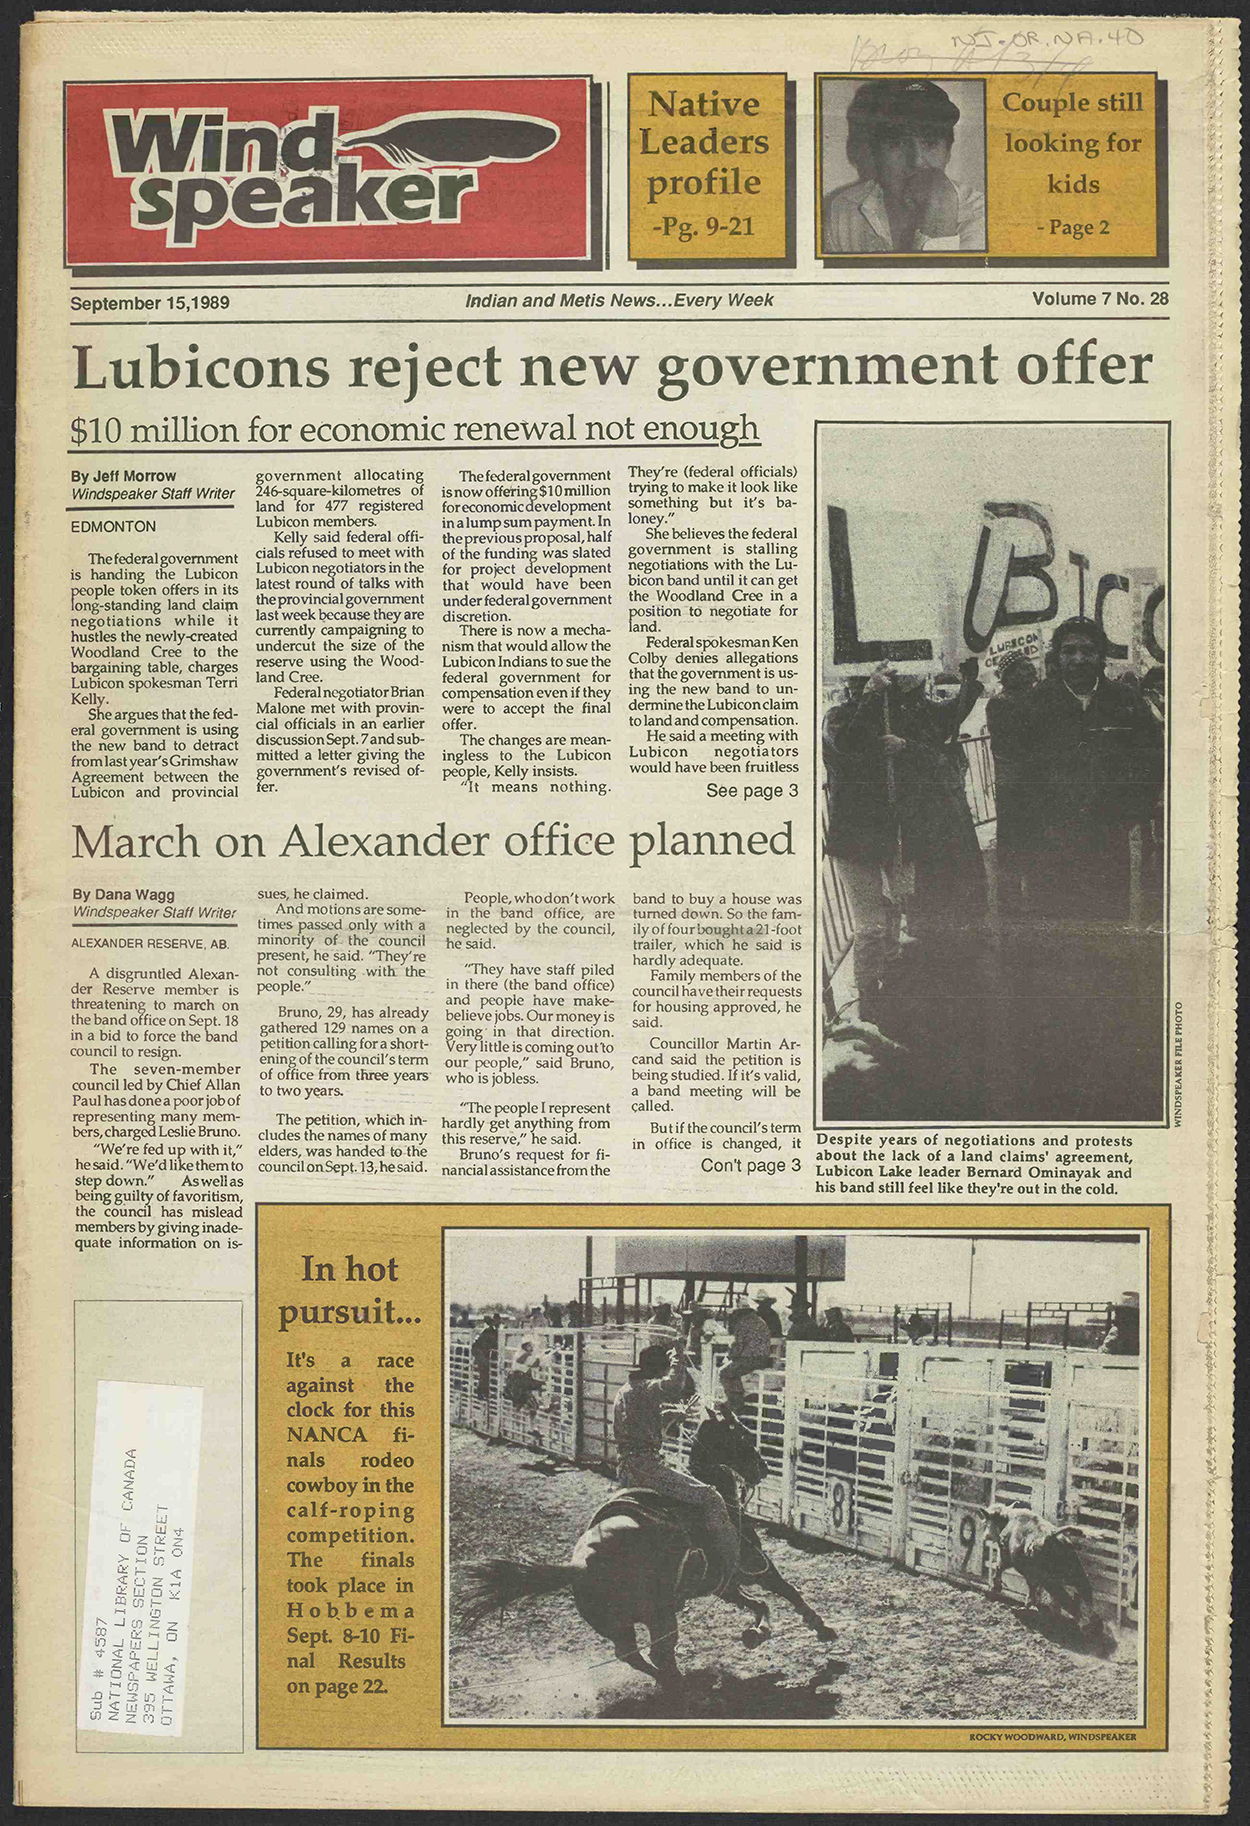 NJ.OR.NA.40
Wind
speaker
Native
Leaders
profile
-Pg. 9-21
Couple still
looking for
kids
- Page 2
September 15,1989
Indian and Metis News...Every Week
Volume 7 No. 28
Lubicons reject new government offer
$10 million for economic renewal not enough
By Jeff Morrow
Windspeaker Staff Writer
EDMONTON
The federal government
is handing the Lubicon
people token offers in its
long-standing land claim
negotiations while it
hustles the newly-created
Woodland Cree to the
bargaining table, charges
Lubicon spokesman Terri
Kelly.
She argues that the fed-
eral government is using
the new band to detract
from last year's Grimshaw
Agreement between the
Lubicon and provincial
government allocating
246-square-kilometres of
land for 477 registered
Lubicon members.
Kelly said federal offi-
cials refused to meet with
Lubicon negotiators in the
latest round of talks with
the provincial government
last week because they are
currently campaigning to
undercut the size of the
reserve using the Wood-
land Cree.
Federal negotiator Brian
Malone met with provin-
cial officials in an earlier
discussion Sept. 7 and sub-
mitted a letter giving the
government's revised of-
fer.
The federal government
is now offering $10 million
for economic development
in a lump sum payment. In
the previous proposal, half
of the funding was slated
for project development
that would have been
under federal government
discretion.
There is now a mecha-
nism that would allow the
Lubicon Indians to sue the
federal government for
compensation even if they
were to accept the final
offer.
The changes are mean-
ingless to the Lubicon
people, Kelly insists.
"It means nothing.
They're (federal officials)
trying to make it look like
something but it's ba-
loney."
She believes the federal
government is stalling
negotiations with the Lu-
bicon band until it can get
the Woodland Cree in a
position to negotiate for
land.
Federal spokesman Ken
Colby denies allegations
that the government is us-
ing the new band to un-
dermine the Lubicon claim
to land and compensation.
He said a meeting with
Lubicon negotiators
would have been fruitless
See page 3
L BICO
LUBICON
WINDSPEAKER FILE PHOTO
Despite years of negotiations and protests
about the lack of a land claims' agreement,
Lubicon Lake leader Bernard Ominayak and
his band still feel like they're out in the cold.
March on Alexander office planned
By Dana Wagg
Windspeaker Staff Writer
ALEXANDER RESERVE, AB.
A disgruntled Alexan-
der Reserve member is
threatening to march on
the band office on Sept. 18
in a bid to force the band
council to resign.
The seven-member
council led by Chief Allan
Paul has done a poor job of
representing many mem-
bers, charged Leslie Bruno.
"We're fed up with it,"
he said. "We'd like them to
step down." As well as
being guilty of favoritism,
the council has mislead
members by giving inade-
quate information on is-
sues, he claimed.
And motions are some-
times passed only with a
minority of the council
present, he said. "They're
not consulting with the
people."
Bruno, 29, has already
gathered 129 names on a
petition calling for a short-
ening of the council's term
of office from three years
to two years.
The petition, which in-
cludes the names of many
elders, was handed to the
council on Sept. 13, he said.
People, who don't work
in the band office, are
neglected by the council,
he said.
"They have staff piled
in there (the band office)
and people have make-
believe jobs. Our money is
going in that direction.
Very little is coming out to
our people," said Bruno,
who is jobless.
"The people I represent
hardly get anything from
this reserve," he said.
Bruno's request for fi-
nancial assistance from the
band to buy a house was
turned down. So the fam-
ily of four bought a 21-foot
trailer, which he said is
hardly adequate.
Family members of the
council have their requests
for housing approved, he
said.
Councillor Martin Ar-
cand said the petition is
being studied. If it's valid,
a band meeting will be
called.
But if the council's term
in office is changed, it
Con't page 3
In hot
pursuit...
It's a race
against the
clock for this
NANCA fi-
nals rodeo
cowboy in the
calf-roping
competition.
The finals
took place in
Hobbema
Sept. 8-10 Fi-
nal Results
on page 22.
8
9
ROCKY WOODWARD, WINDSPEAKER
Sub # 4587
NATIONAL LIBRARY OF CANADA
NEWSPAPERS SECTION
395 WELLINGTON STREET
OTTAWA, ON K1A 0N4